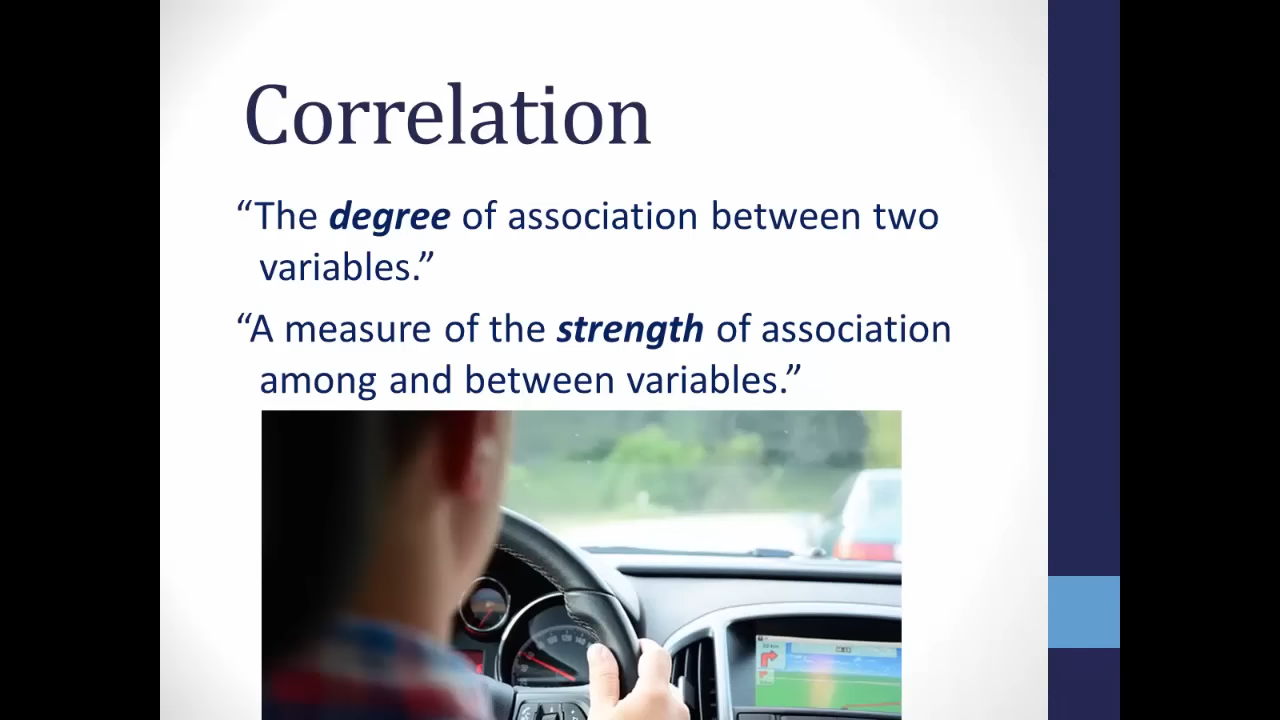 Correlation
“The degree of association between two
variables.”
“A measure of the strength of association
among and between variables.”